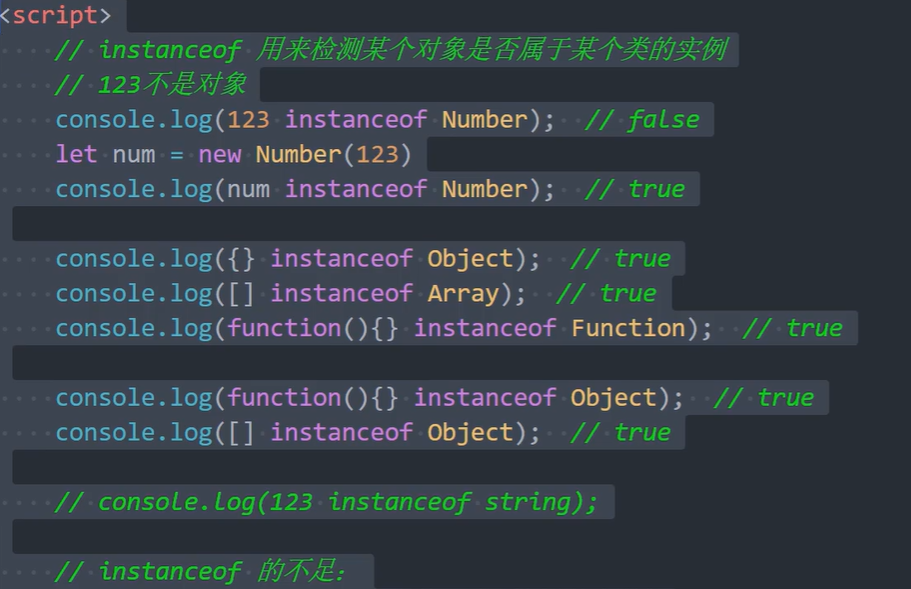 <script>
// instanceof 用来检测某个对象是否属于某个类的实例
// 123不是对象
console.log(123 instanceof Number);  // false
let num = new Number(123)
console.log(num instanceof Number);  // true
console.log({} instanceof Object);  // true
console.log([] instanceof Array);  // true
console.log(function(){} instanceof Function);  // true
console.log(function(){} instanceof Object);  // true
console.log([] instanceof Object);  // true
// console.log(123 instanceof string);
// instanceof 的不足：